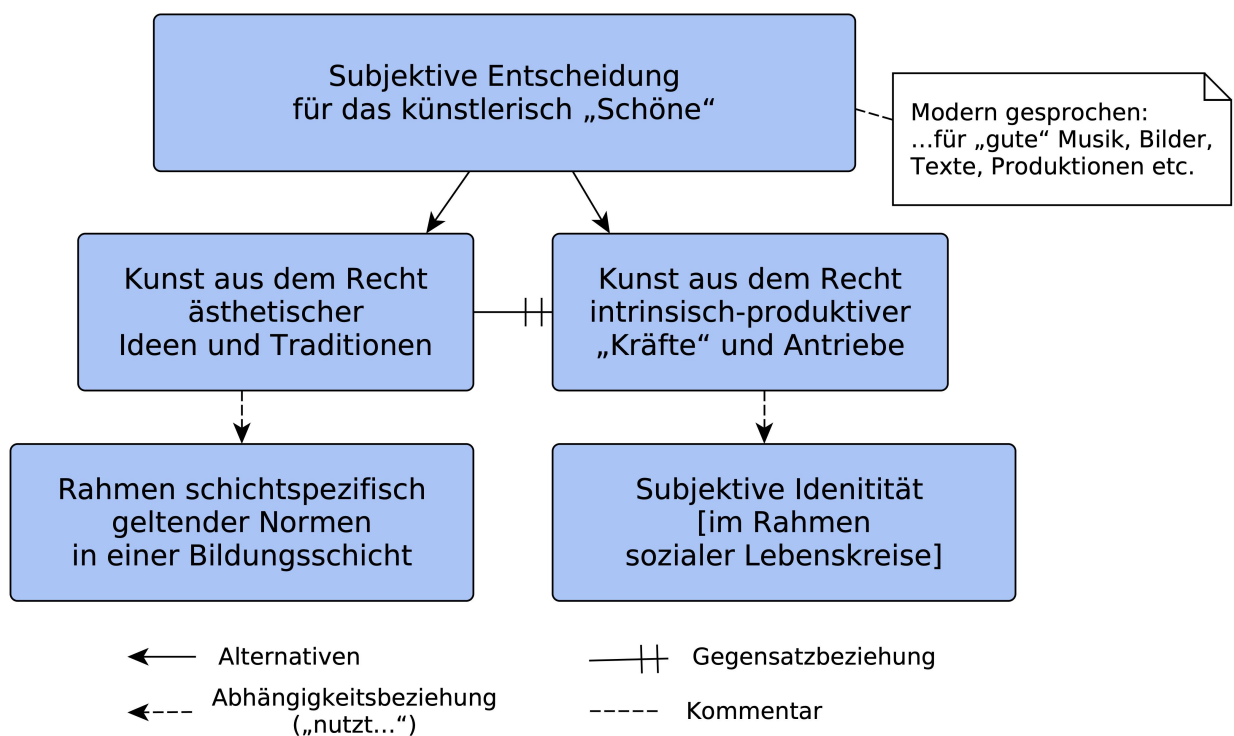 Subjektive Entscheidung
für das künstlerisch „Schöne“
Modern gesprochen:
...für „gute“ Musik, Bilder,
Texte, Produktionen etc.
Kunst aus dem Recht
ästhetischer
Ideen und Traditionen
Kunst aus dem Recht
intrinsisch-produktiver
„Kräfte“ und Antriebe
Rahmen schichtspezifisch
geltender Normen
in einer Bildungsschicht
Subjektive Idenitität
[im Rahmen
sozialer Lebenskreise]
Alternativen
Gegensatzbeziehung
Abhängigkeitsbeziehung
(„nutzt...“)
Kommentar